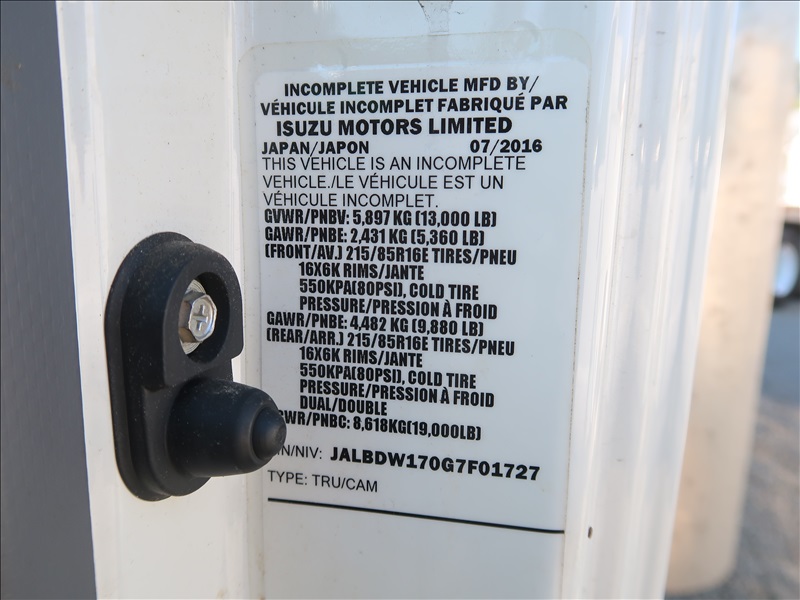 INCOMPLETE VEHICLE MFD BY/
VÉHICULE INCOMPLET FABRIQUÉ PAR
ISUZU MOTORS LIMITED
JAPAN/JAPON 07/2016
THIS VEHICLE IS AN INCOMPLETE
VEHICLE./LE VÉHICULE EST UN
VÉHICULE INCOMPLET.
GVWR/PNBV: 5,897 KG (13,000 LB)
GAWR/PNBE: 2,431 KG (5,360 LB)
(FRONT/AV.) 215/85R16E TIRES/PNEU
16X6K RIMS/JANTE
550KPA(80PSI), COLD TIRE
PRESSURE/PRESSION À FROID
GAWR/PNBE: 4,482 KG (9,880 LB)
(REAR/ARR.) 215/85R16E TIRES/PNEU
16X6K RIMS/JANTE
550KPA(80PSI), COLD TIRE
PRESSURE/PRESSION À FROID
DUAL/DOUBLE
CWR/PNBC: 8,618KG(19,000LB)
IN/NIV: JALBDW170G7F01727
TYPE: TRU/CAM